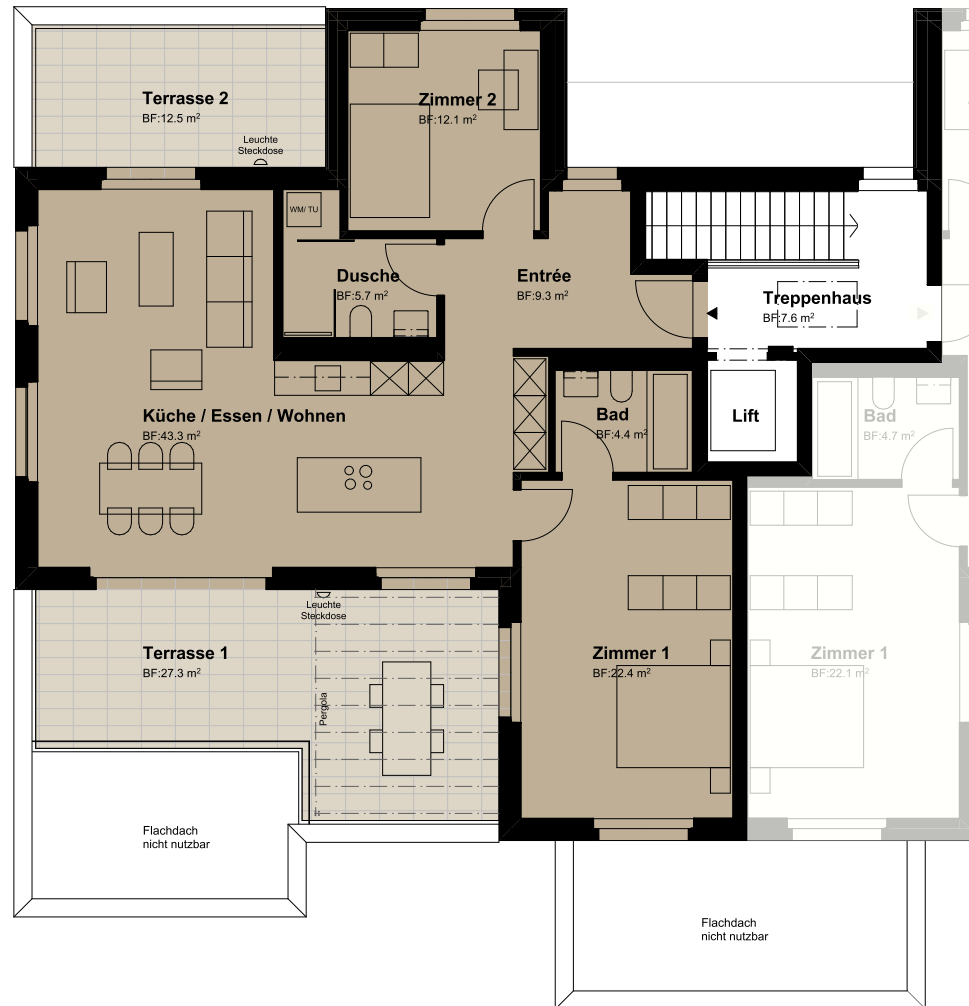 Terrasse 2
BF:12.5 m²
Leuchte
Steckdose
Zimmer 2
BF:12.1 m²
WM/ TU
Dusche
BF:5.7 m²
Entrée
BF:9.3 m²
Treppenhaus
BF:7.6 m²
Küche / Essen / Wohnen
BF:43.3 m²
Bad
BF:4.4 m²
Lift
Bad
BF:4.7 m²
Leuchte
Steckdose
Terrasse 1
BF:27.3 m²
Pergola
Zimmer 1
BF:22.4 m²
Zimmer 1
BF:22.1 m²
Flachdach
nicht nutzbar
Flachdach
nicht nutzbar